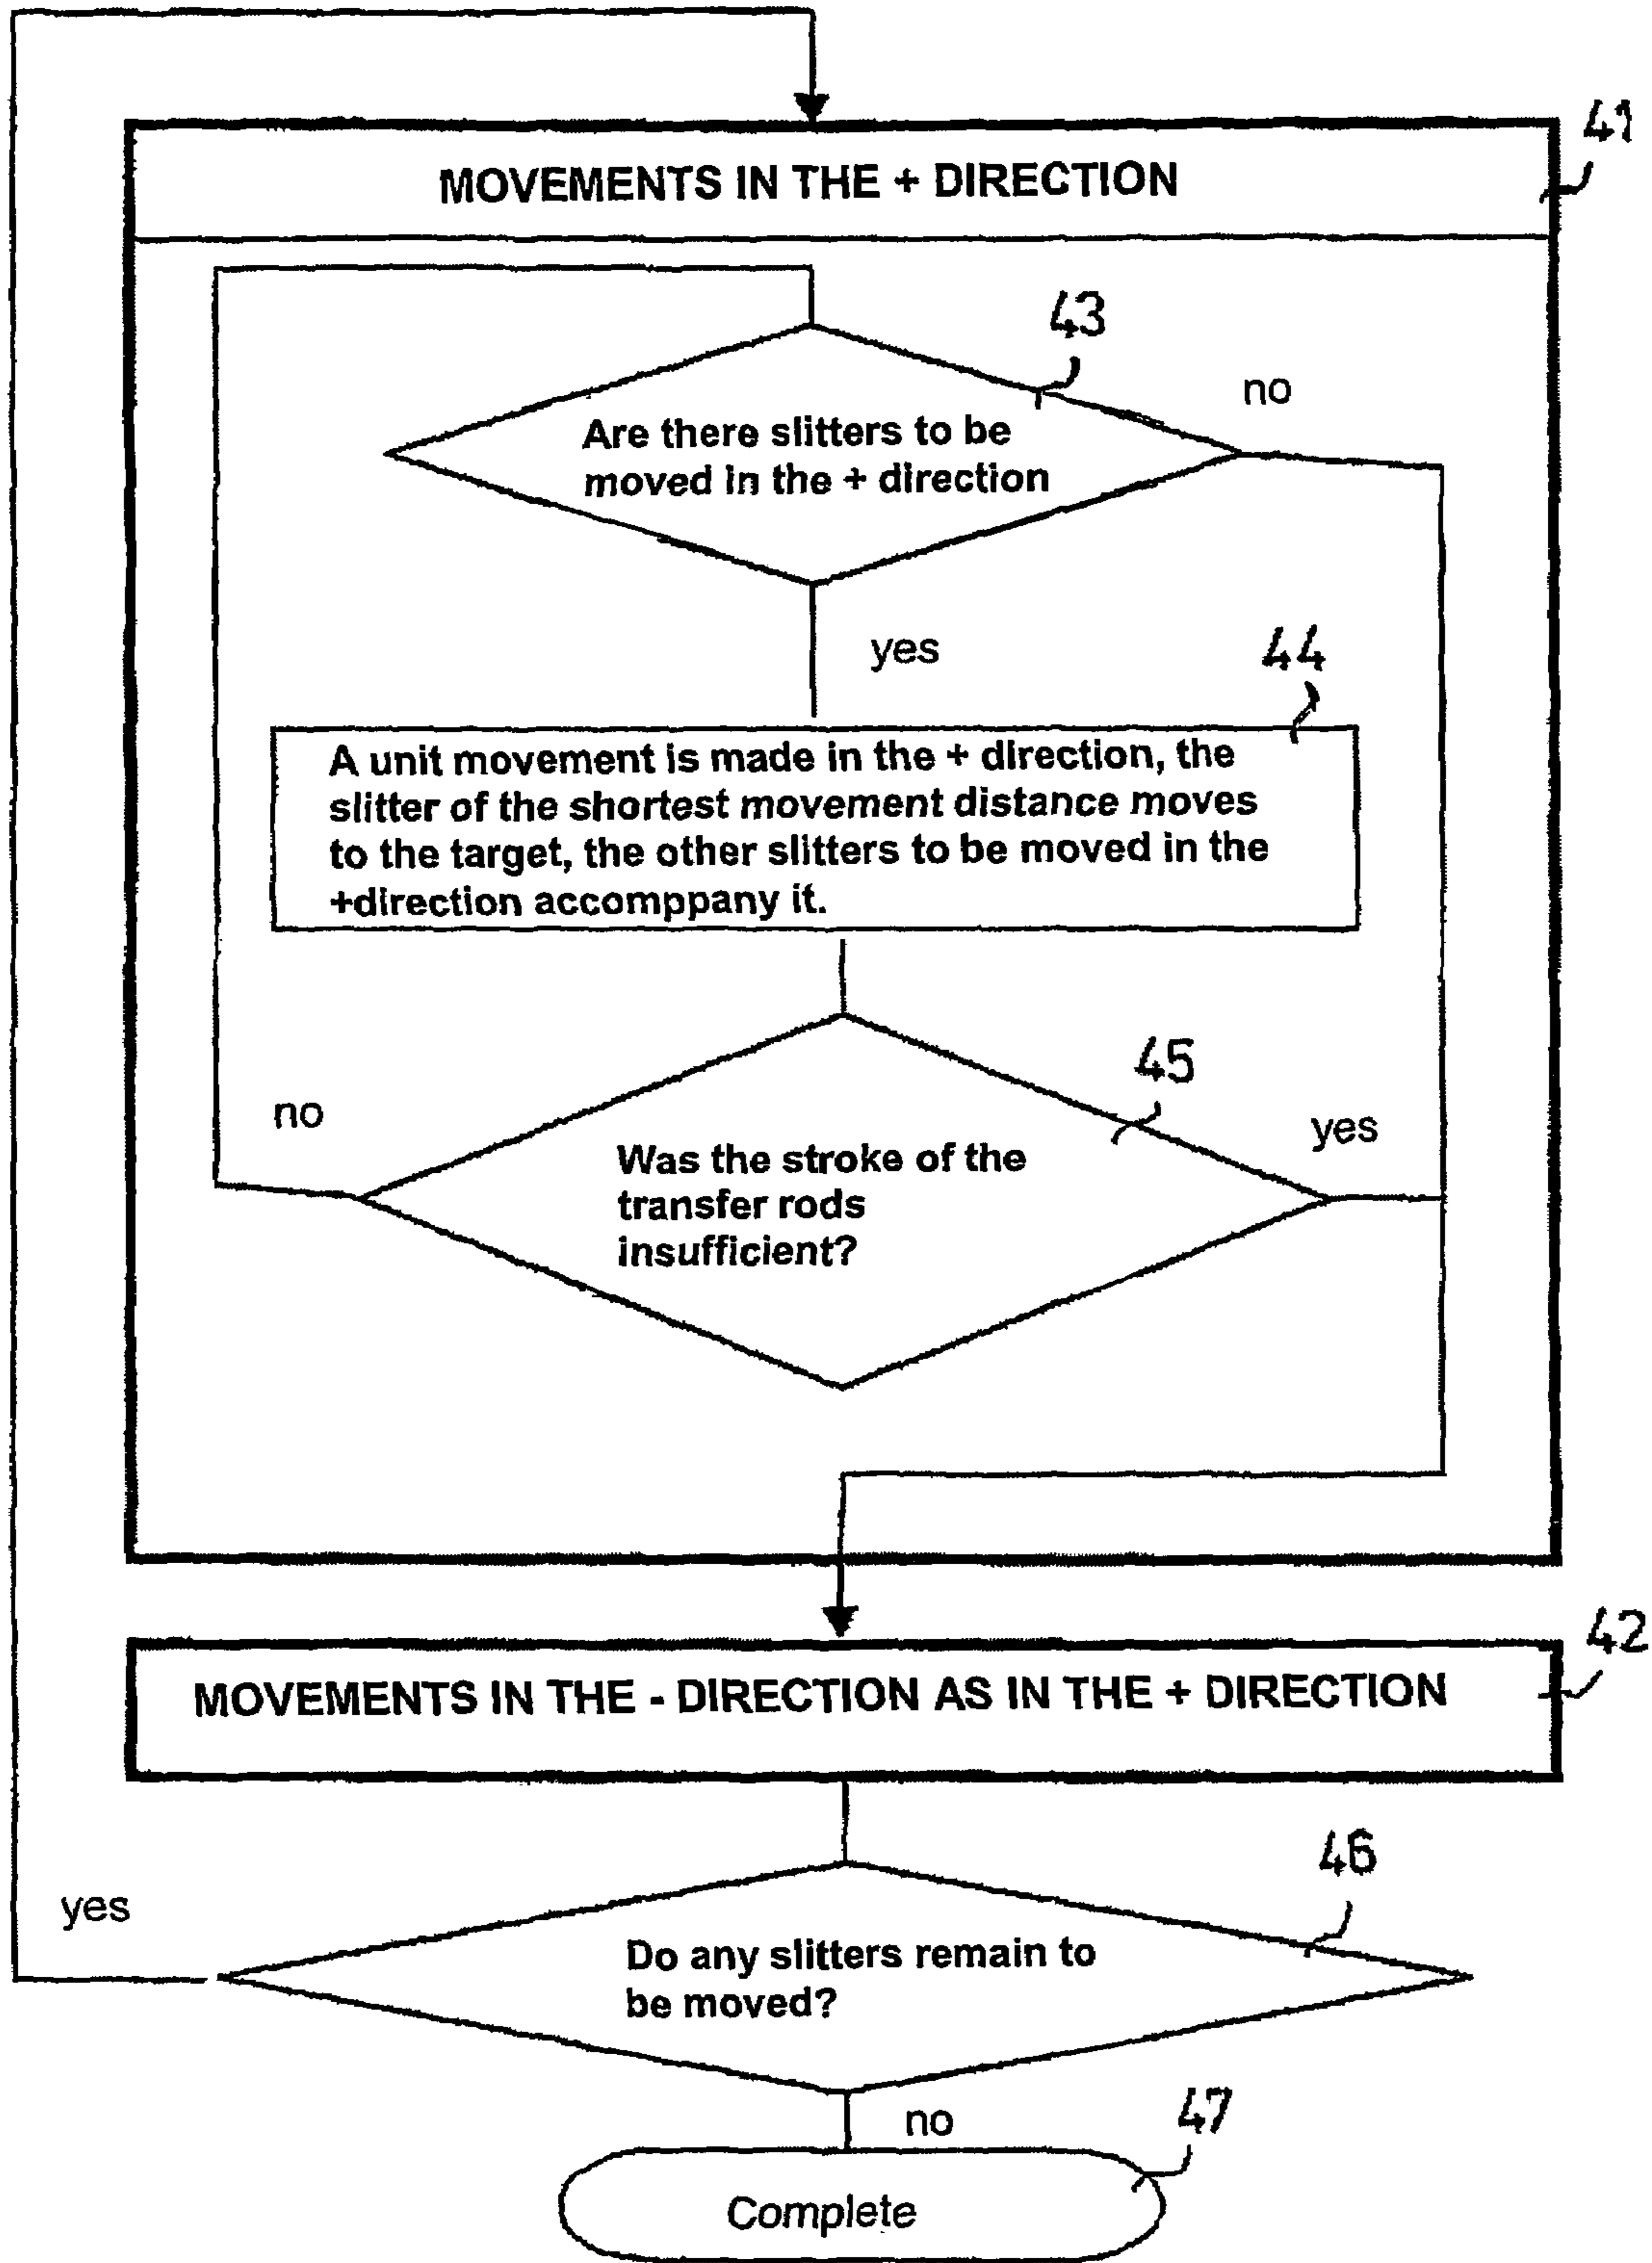 41
MOVEMENTS IN THE + DIRECTION
43
no
Are there slitters to be
moved in the + direction
yes
44
A unit movement is made in the + direction, the
slitter of the shortest movement distance moves
to the target, the other slitters to be moved in the
+direction accomppany it.
45
no
yes
Was the stroke of the
transfer rods
insufficient?
42
MOVEMENTS IN THE - DIRECTION AS IN THE + DIRECTION
46
yes
Do any slitters remain to
be moved?
no
47
Complete